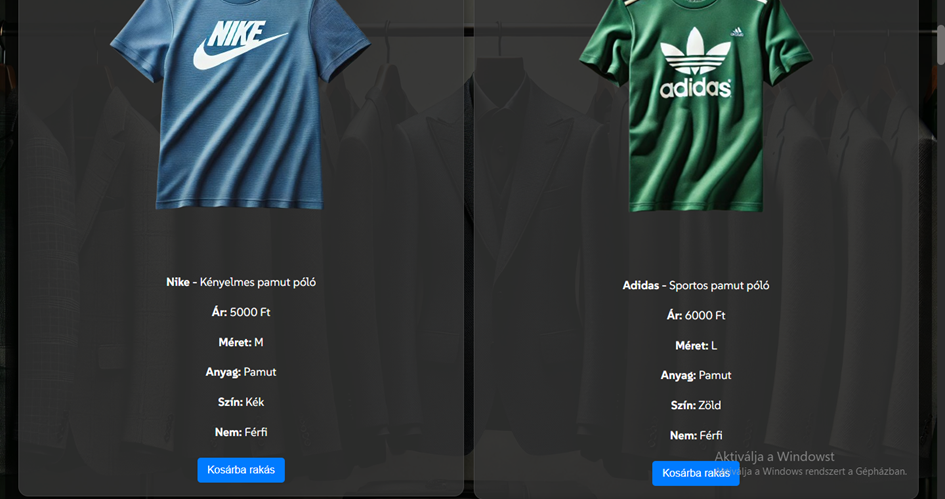 NIKE
Nike - Kényelmes pamut póló
Ár: 5000 Ft
Méret: M
Anyag: Pamut
Szín: Kék
Nem: Férfi
Kosárba rakás
adidas
Adidas - Sportos pamut póló
Ár: 6000 Ft
Méret: L
Anyag: Pamut
Szín: Zöld
Nem: Férfi
Kosárba rakás
Aktiválja a Windowst
Aktiválja a Windows rendszert a Gépházban.